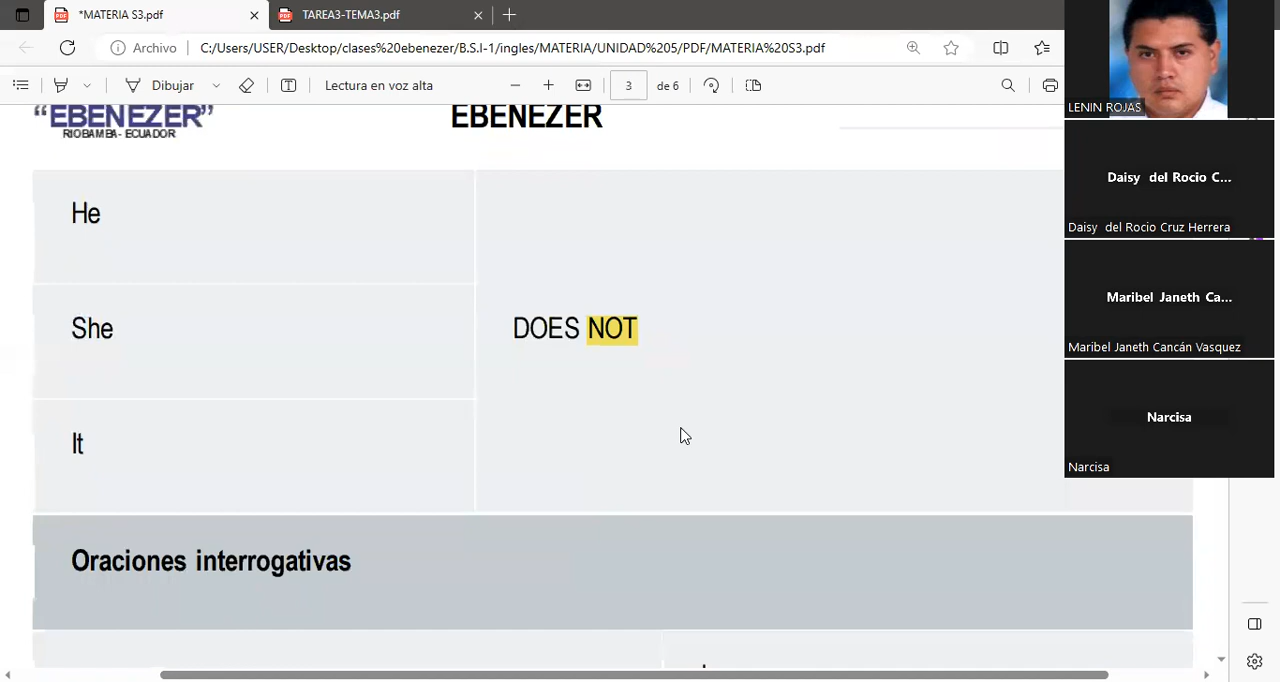 *MATERIA S3.pdf
TAREA3-TEMA3.pdf
Archivo
C:/Users/USER/Desktop/clases%20ebenezer/B.S.I-1/ingles/MATERIA/UNIDAD%205/PDF/MATERIA%20S3.pdf
Dibujar
Lectura en voz alta
3
de 6
"EBENEZER"
RIOBAMBA - ECUADOR
EBENEZER
He
She
DOES NOT
It
Oraciones interrogativas
LENIN ROJAS
Daisy del Rocio C...
Daisy del Rocio Cruz Herrera
Maribel Janeth Ca...
Maribel Janeth Cancán Vasquez
Narcisa
Narcisa